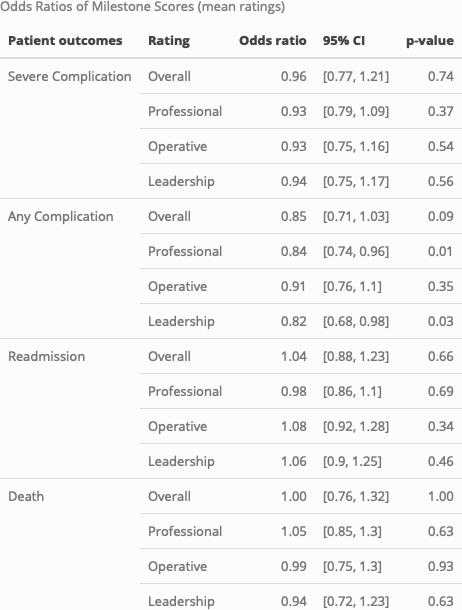 Odds Ratios of Milestone Scores (mean ratings)
Patient outcomes Rating Odds ratio 95% CI p-value
Severe Complication Overall 0.96 [0.77, 1.21] 0.74
Professional 0.93 [0.79, 1.09] 0.37
Operative 0.93 [0.75, 1.16] 0.54
Leadership 0.94 [0.75, 1.17] 0.56
Any Complication Overall 0.85 [0.71, 1.03] 0.09
Professional 0.84 [0.74, 0.96] 0.01
Operative 0.91 [0.76, 1.1] 0.35
Leadership 0.82 [0.68, 0.98] 0.03
Readmission Overall 1.04 [0.88, 1.23] 0.66
Professional 0.98 [0.86, 1.1] 0.69
Operative 1.08 [0.92, 1.28] 0.34
Leadership 1.06 [0.9, 1.25] 0.46
Death Overall 1.00 [0.76, 1.32] 1.00
Professional 1.05 [0.85, 1.3] 0.63
Operative 0.99 [0.75, 1.3] 0.93
Leadership 0.94 [0.72, 1.23] 0.63